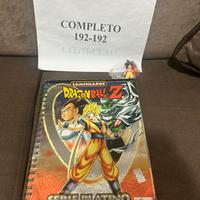 COMPLETO
192-192
LAMINCARDS
DRAGON BALL Z
SERIE PLATINO